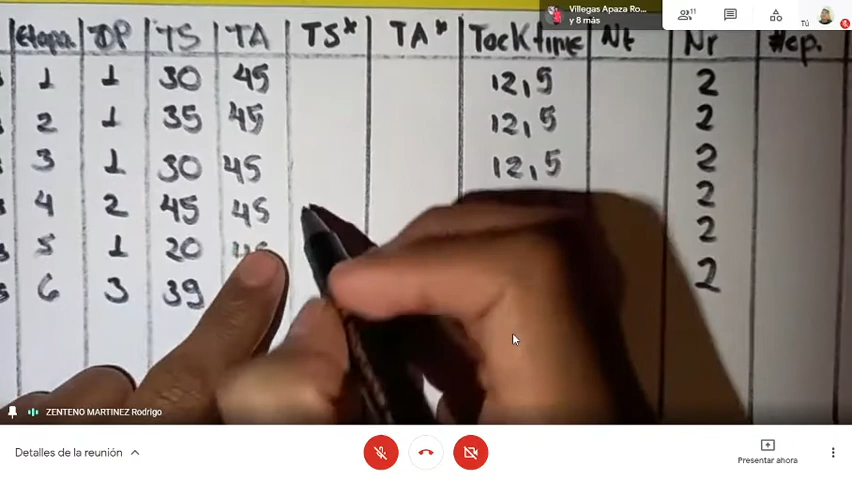 Villegas Apaza Ro...
y 8 más
11
Tú
Etapa DP TS TA TS* TA* Tack time Nt Nr #ep.
1 1 30 45 12,5 2
2 1 35 45 12,5 2
3 1 30 45 12,5 2
4 2 45 45 2
5 1 20 45 2
6 3 39 2
ZENTENO MARTINEZ Rodrigo
Detalles de la reunión
Presentar ahora